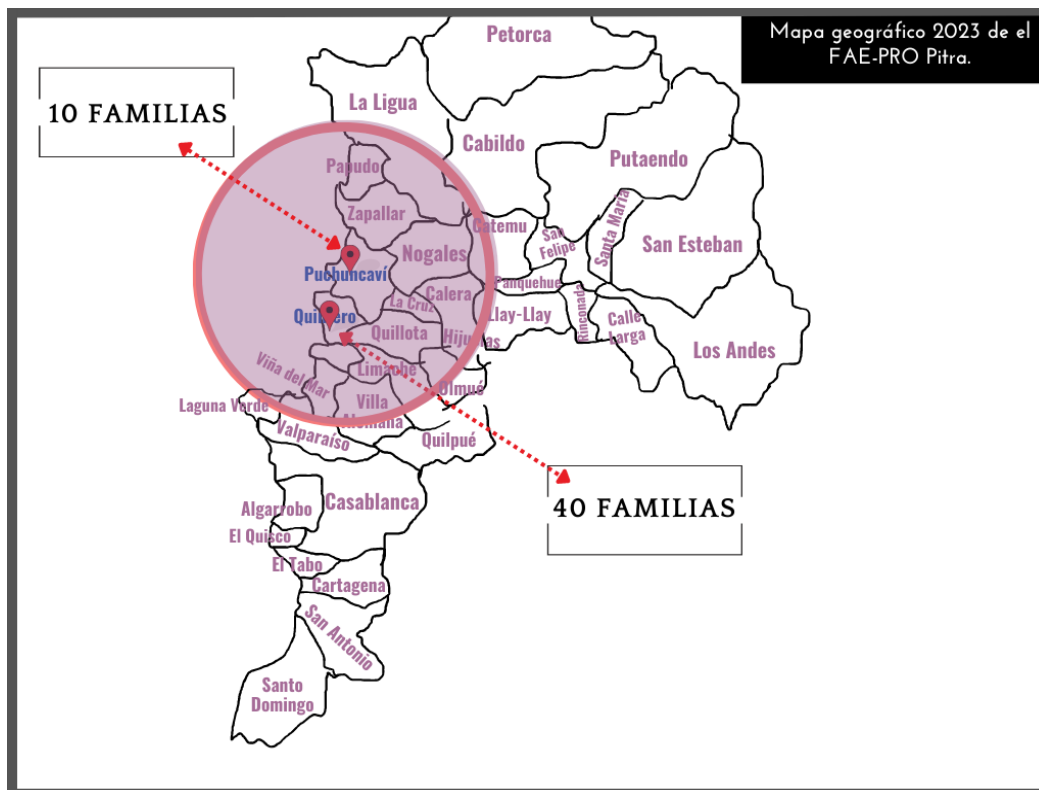 Mapa geográfico 2023 de el
FAE-PRO Pitra.
Petorca
10 FAMILIAS
La Ligua
Cabildo
Putaendo
Papudo
Zapallar
Catemu
San
Felipe
Santa María
San Esteban
Nogales
Puchuncaví
Panquehue
Calera
La Cruz
Quintero
Llay-Llay
Rinconada
Calle
Larga
Quillota
Hijuelas
Los Andes
Limache
Viña del Mar
Olmué
Villa
Alemana
Laguna Verde
Valparaíso
Quilpué
Casablanca
Algarrobo
40 FAMILIAS
El Quisco
El Tabo
Cartagena
San Antonio
Santo
Domingo